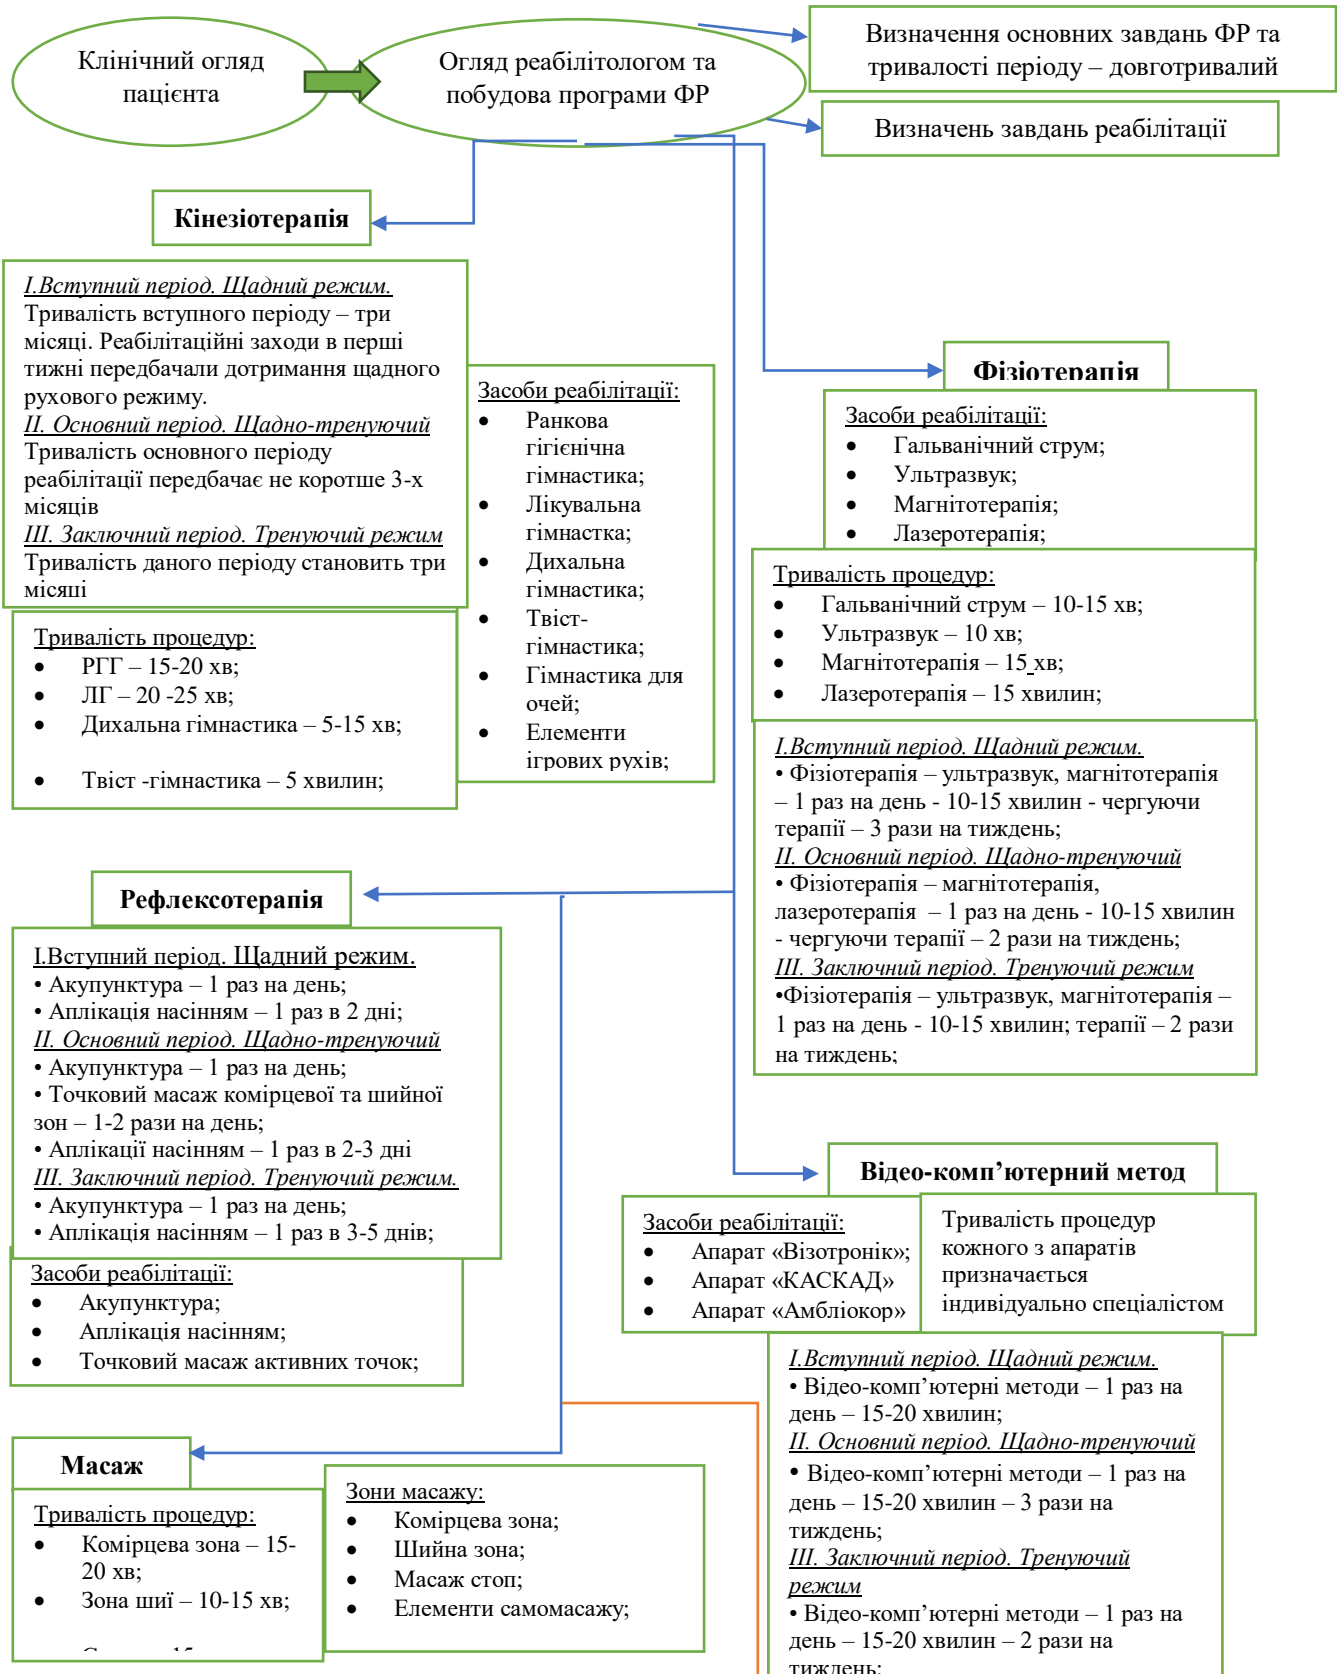 Клінічний огляд
пацієнта
Огляд реабілітологом та
побудова програми ФР
Визначення основних завдань ФР та
тривалості періоду – довготривалий
Визначень завдань реабілітації
Кінезіотерапія
I.Вступний період. Щадний режим.
Тривалість вступного періоду – три
місяці. Реабілітаційні заходи в перші
тижні передбачали дотримання щадного
рухового режиму.
II. Основний період. Щадно-тренуючий
Тривалість основного періоду
реабілітації передбачає не коротше 3-х
місяців
III. Заключний період. Тренуючий режим
Тривалість даного періоду становить три
місяці
Засоби реабілітації:
• Ранкова
гігієнічна
гімнастика;
• Лікувальна
гімнастка;
• Дихальна
гімнастика;
• Твіст-
гімнастика;
• Гімнастика для
очей;
• Елементи
ігрових рухів;
Тривалість процедур:
• РГГ – 15-20 хв;
• ЛГ – 20 -25 хв;
• Дихальна гімнастика – 5-15 хв;
• Твіст -гімнастика – 5 хвилин;
Фізіотерапія
Засоби реабілітації:
• Гальванічний струм;
• Ультразвук;
• Магнітотерапія;
• Лазеротерапія;
Тривалість процедур:
• Гальванічний струм – 10-15 хв;
• Ультразвук – 10 хв;
• Магнітотерапія – 15 хв;
• Лазеротерапія – 15 хвилин;
I.Вступний період. Щадний режим.
• Фізіотерапія – ультразвук, магнітотерапія
– 1 раз на день - 10-15 хвилин - чергуючи
терапії – 3 рази на тиждень;
II. Основний період. Щадно-тренуючий
• Фізіотерапія – магнітотерапія,
лазеротерапія – 1 раз на день - 10-15 хвилин
- чергуючи терапії – 2 рази на тиждень;
III. Заключний період. Тренуючий режим
•Фізіотерапія – ультразвук, магнітотерапія –
1 раз на день - 10-15 хвилин; терапії – 2 рази
на тиждень;
Рефлексотерапія
I.Вступний період. Щадний режим.
• Акупунктура – 1 раз на день;
• Аплікація насінням – 1 раз в 2 дні;
II. Основний період. Щадно-тренуючий
• Акупунктура – 1 раз на день;
• Точковий масаж комірцевої та шийної
зон – 1-2 рази на день;
• Аплікації насінням – 1 раз в 2-3 дні
III. Заключний період. Тренуючий режим.
• Акупунктура – 1 раз на день;
• Аплікація насінням – 1 раз в 3-5 днів;
Засоби реабілітації:
• Акупунктура;
• Аплікація насінням;
• Точковий масаж активних точок;
Відео-комп’ютерний метод
Засоби реабілітації:
• Апарат «Візотронік»;
• Апарат «КАСКАД»
• Апарат «Амбліокор»
Тривалість процедур
кожного з апаратів
призначається
індивідуально спеціалістом
I.Вступний період. Щадний режим.
• Відео-комп’ютерні методи – 1 раз на
день – 15-20 хвилин;
II. Основний період. Щадно-тренуючий
• Відео-комп’ютерні методи – 1 раз на
день – 15-20 хвилин – 3 рази на
тиждень;
III. Заключний період. Тренуючий
режим
• Відео-комп’ютерні методи – 1 раз на
день – 15-20 хвилин – 2 рази на
тиждень;
Масаж
Тривалість процедур:
• Комірцева зона – 15-
20 хв;
• Зона шиї – 10-15 хв;
Зони масажу:
• Комірцева зона;
• Шийна зона;
• Масаж стоп;
• Елементи самомасажу;